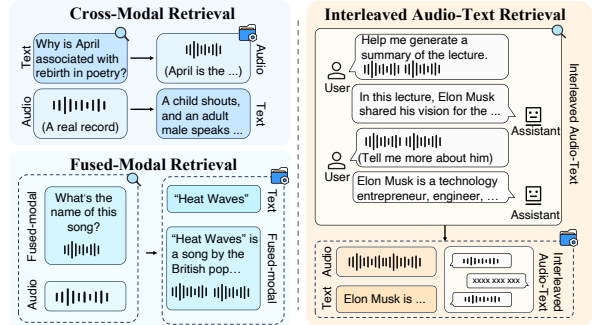 Cross-Modal Retrieval
Text
Why is April
associated with
rebirth in poetry?
(April is the ...)
Audio
Audio
(A real record)
A child shouts,
and an adult
male speaks ...
Text
Fused-Modal Retrieval
Fused-modal
What's the
name of this
song?
Audio
"Heat Waves"
Text
"Heat Waves" is
a song by the
British pop…
Fused-modal
Interleaved Audio-Text Retrieval
Help me generate a
summary of the lecture.
User
In this lecture, Elon Musk
shared his vision for the ...
Assistant
(Tell me more about him)
User
Elon Musk is a technology
entrepreneur, engineer, …
Assistant
Interleaved Audio-Text
Audio
Text
Elon Musk is ...
xxxx xxx xxx
Interleaved
Audio-Text